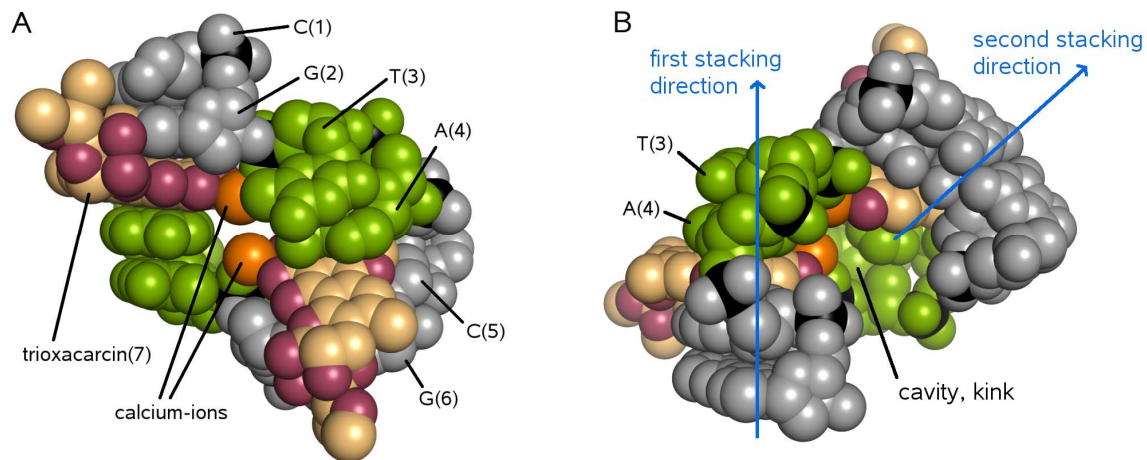 A
C(1)
G(2)
T(3)
A(4)
C(5)
G(6)
trioxacarcin(7)
calcium-ions
B
first stacking
direction
second stacking
direction
T(3)
A(4)
cavity, kink